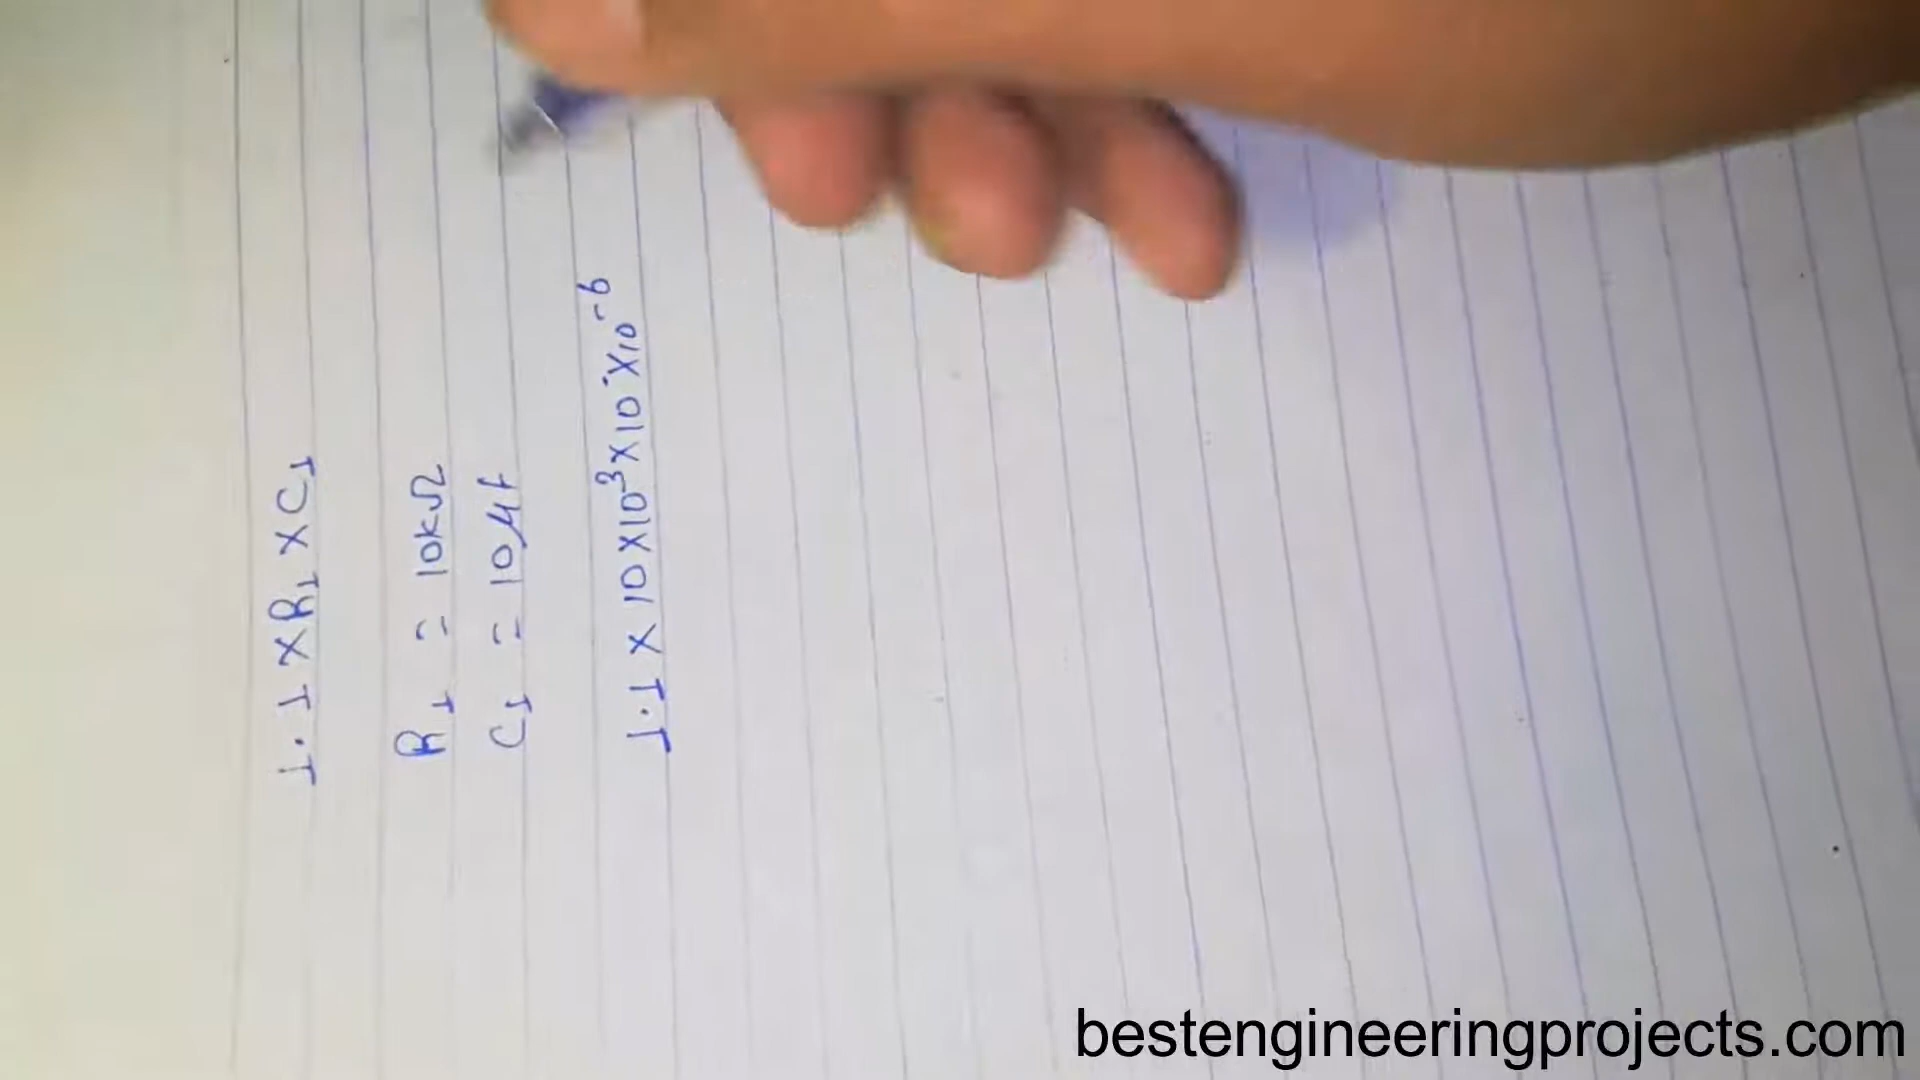 1.1 X R1 X C1
R1 = 10kΩ
C1 = 10μf
1.1 X 10 X 10^-3 X 10 X 10^-6
bestengineeringprojects.com